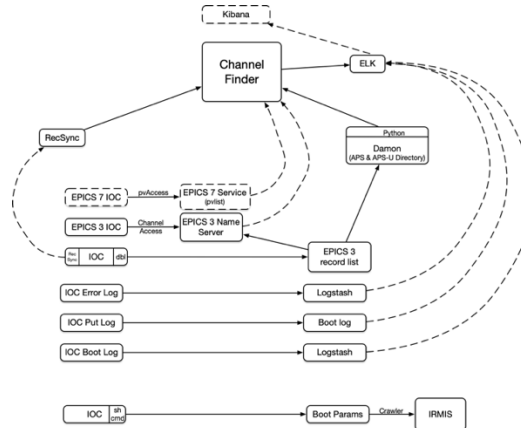 Kibana
Channel
Finder
ELK
RecSync
Python
Damon
(APS & APS-U Directory)
EPICS 7 IOC
pvAccess
EPICS 7 Service
(pvlist)
EPICS 3 IOC
Channel
Access
EPICS 3 Name
Server
Rec
Sync
IOC
dbl
EPICS 3
record list
IOC Error Log
Logstash
IOC Put Log
Boot log
IOC Boot Log
Logstash
IOC
sh
cmd
Boot Params
Crawler
IRMIS